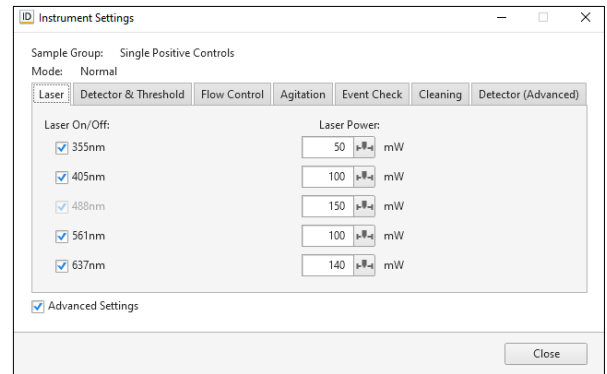 ID Instrument Settings
Sample Group: Single Positive Controls
Mode: Normal
Laser Detector & Threshold Flow Control Agitation Event Check Cleaning Detector (Advanced)
Laser On/Off: Laser Power:
355nm 50 mW
405nm 100 mW
488nm 150 mW
561nm 100 mW
637nm 140 mW
Advanced Settings
Close